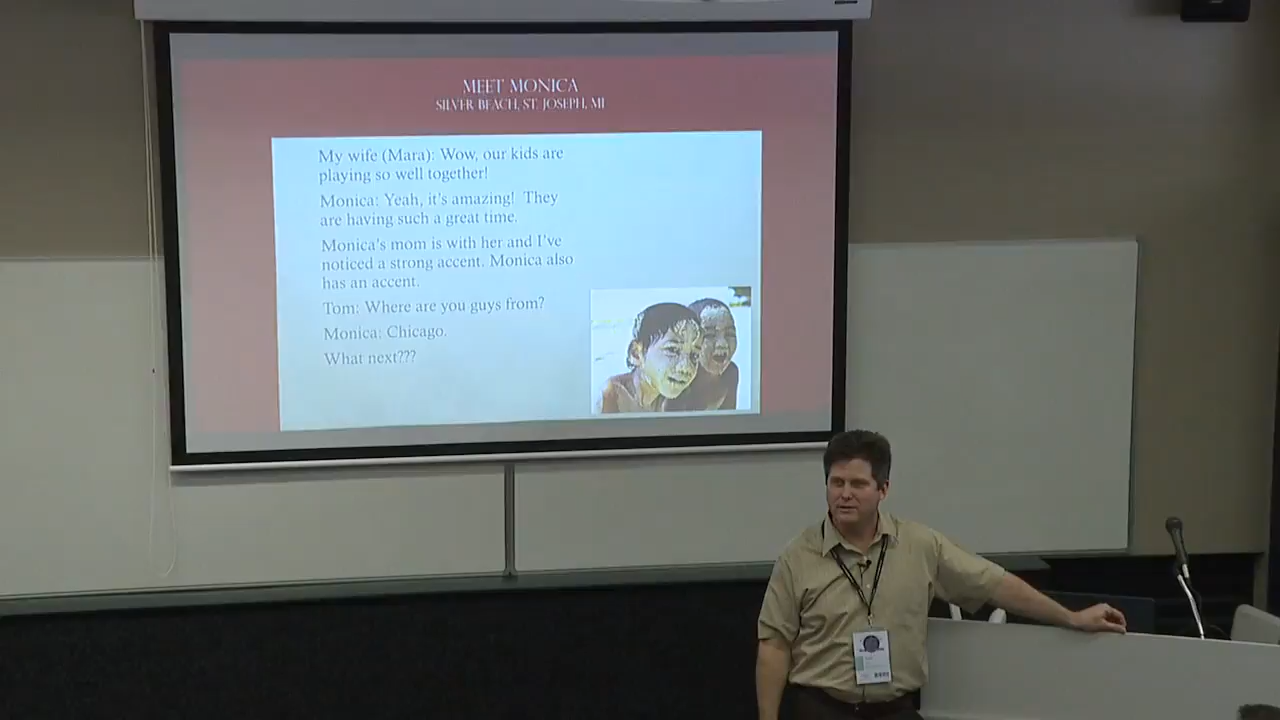 MEET MONICA
SILVER BEACH, ST. JOSEPH, MI
My wife (Mara): Wow, our kids are
playing so well together!
Monica: Yeah, it's amazing!  They
are having such a great time.
Monica's mom is with her and I've
noticed a strong accent. Monica also
has an accent.
Tom: Where are you guys from?
Monica: Chicago.
What next???